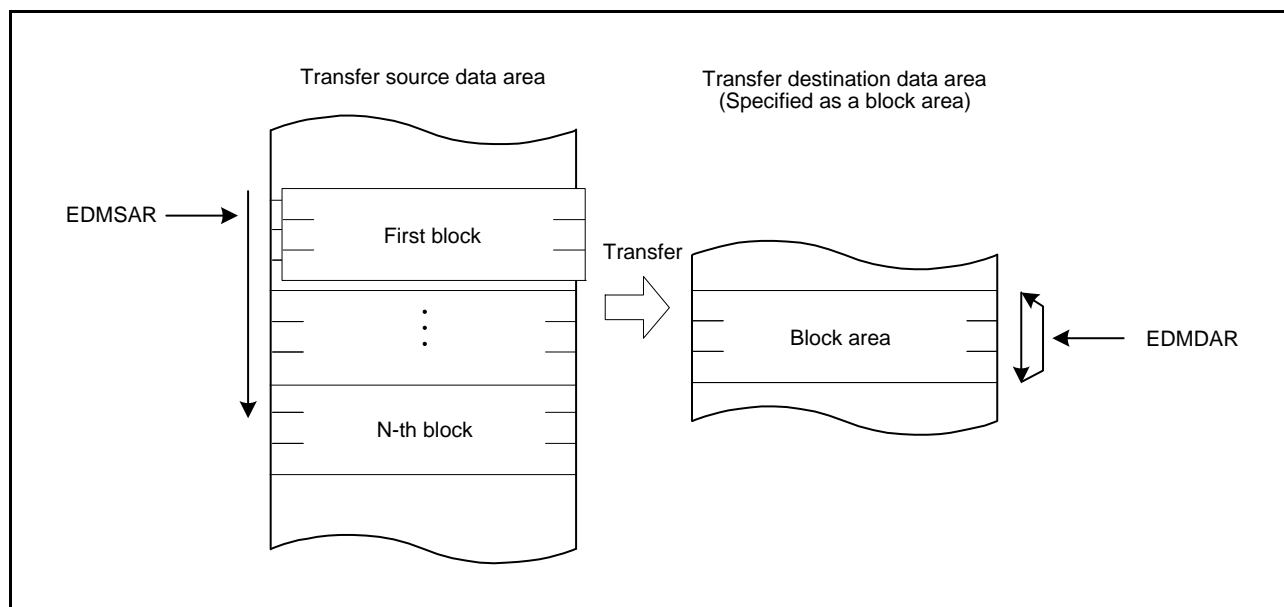 Transfer source data area
Transfer destination data area
(Specified as a block area)
EDMSAR
First block
Transfer
Block area
EDMDAR
N-th block